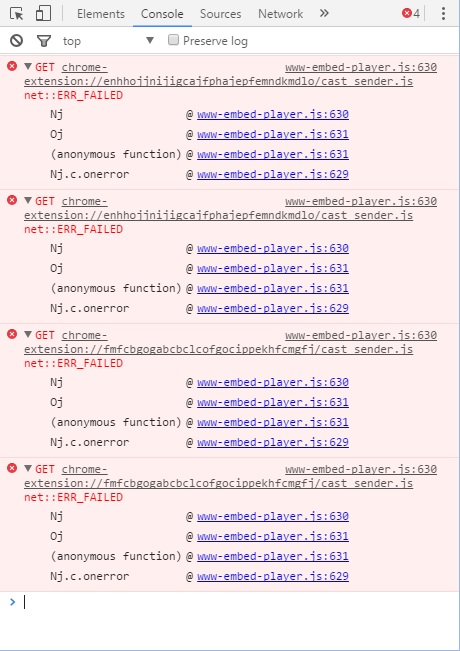 Elements Console Sources Network » 4
top Preserve log
GET chrome- www-embed-player.js:630
extension://enhhojjnijigcajfphajepfemndkmdlo/cast_sender.js
net::ERR_FAILED
Nj @ www-embed-player.js:630
Oj @ www-embed-player.js:631
(anonymous function) @ www-embed-player.js:631
Nj.c.onerror @ www-embed-player.js:629
GET chrome- www-embed-player.js:630
extension://enhhojjnijigcajfphajepfemndkmdlo/cast_sender.js
net::ERR_FAILED
Nj @ www-embed-player.js:630
Oj @ www-embed-player.js:631
(anonymous function) @ www-embed-player.js:631
Nj.c.onerror @ www-embed-player.js:629
GET chrome- www-embed-player.js:630
extension://fmfcbgogabcbclcofgocippekhfcmgfj/cast_sender.js
net::ERR_FAILED
Nj @ www-embed-player.js:630
Oj @ www-embed-player.js:631
(anonymous function) @ www-embed-player.js:631
Nj.c.onerror @ www-embed-player.js:629
GET chrome- www-embed-player.js:630
extension://fmfcbgogabcbclcofgocippekhfcmgfj/cast_sender.js
net::ERR_FAILED
Nj @ www-embed-player.js:630
Oj @ www-embed-player.js:631
(anonymous function) @ www-embed-player.js:631
Nj.c.onerror @ www-embed-player.js:629